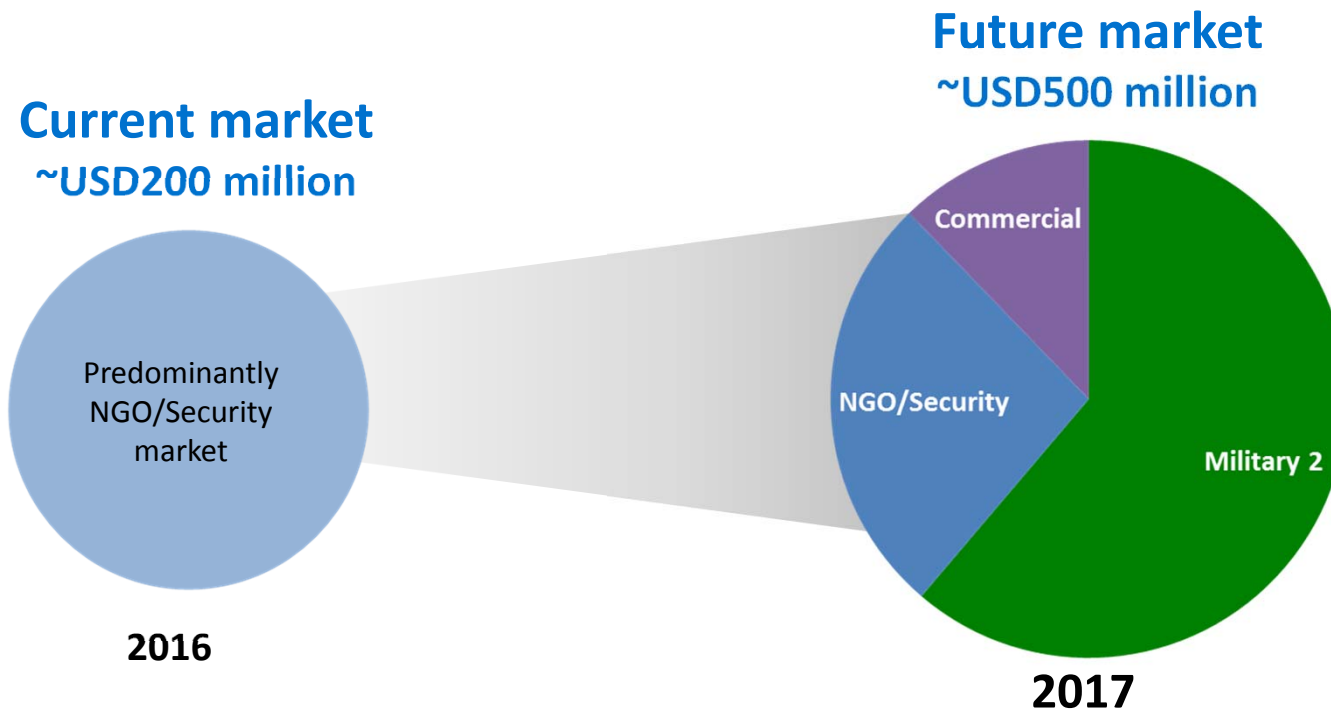 Current market
~USD200 million
Predominantly
NGO/Security
market
2016
Future market
~USD500 million
Commercial
NGO/Security
Military 2
2017